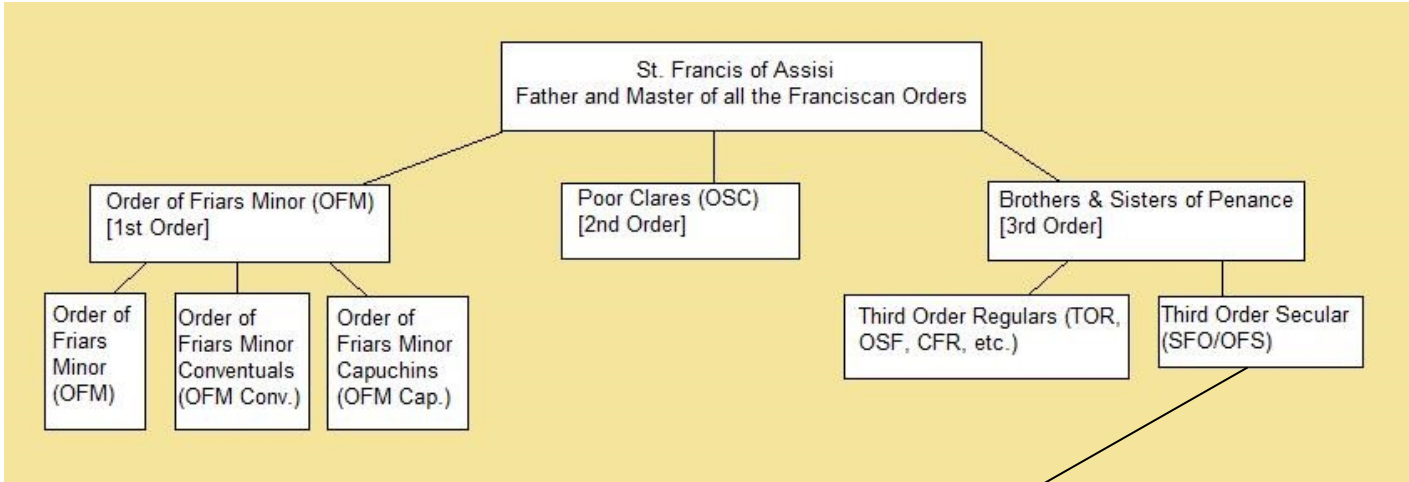 St. Francis of Assisi
Father and Master of all the Franciscan Orders
Order of Friars Minor (OFM)
[1st Order]
Poor Clares (OSC)
[2nd Order]
Brothers & Sisters of Penance
[3rd Order]
Order of
Friars
Minor
(OFM)
Order of
Friars Minor
Conventuals
(OFM Conv.)
Order of
Friars Minor
Capuchins
(OFM Cap.)
Third Order Regulars (TOR,
OSF, CFR, etc.)
Third Order Secular
(SFO/OFS)